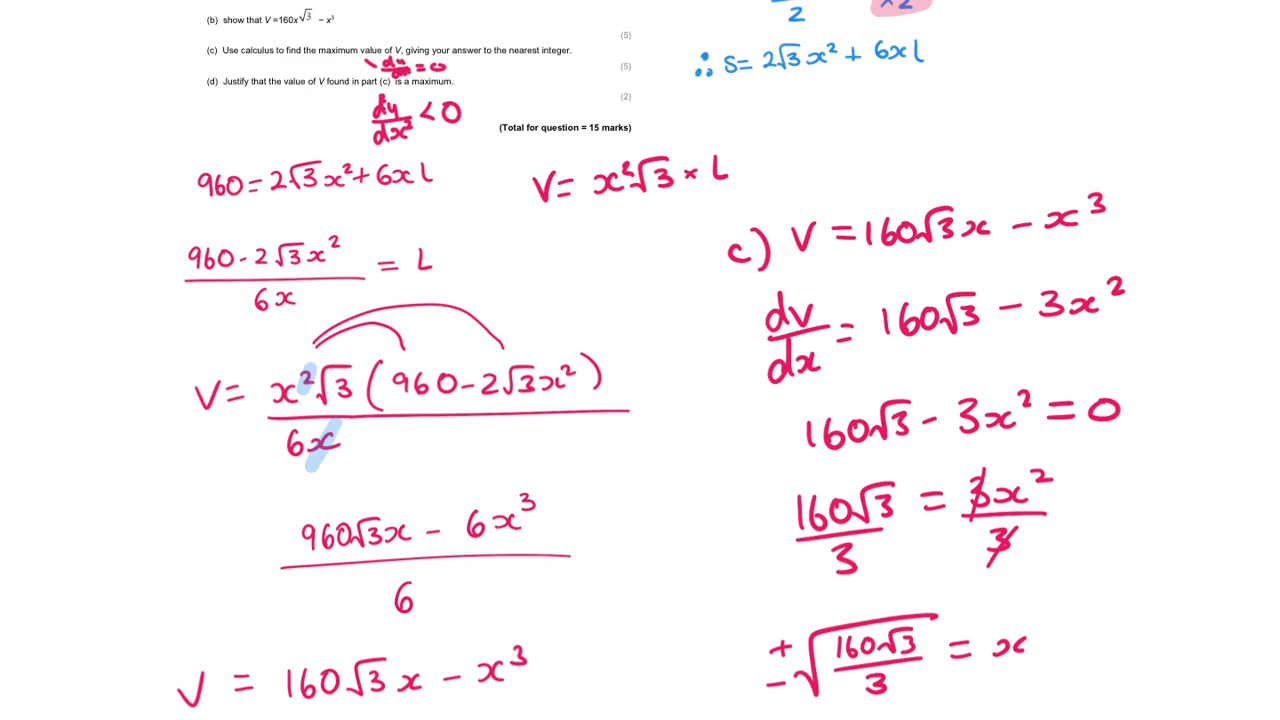 (b) show that V =160x√3 − x³
(5)
(c) Use calculus to find the maximum value of V, giving your answer to the nearest integer.
dy/dx = 0
(5)
(d) Justify that the value of V found in part (c) is a maximum.
(2)
d²y/dx² < 0
(Total for question = 15 marks)
2
×2
∴ S= 2√3x² + 6xL
960 = 2√3x² + 6xL
(960 - 2√3x²)/6x = L
V = x²√3 (960 - 2√3x²)/6x
(960√3x - 6x³)/6
V = 160√3x - x³
V = x²√3 × L
c) V = 160√3x - x³
dv/dx = 160√3 - 3x²
160√3 - 3x² = 0
160√3/3 = 3x²/3
+− √(160√3/3) = x